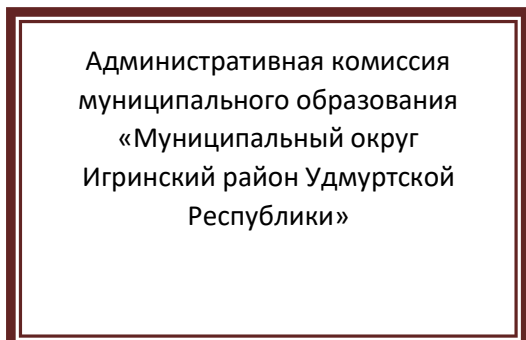 Административная комиссия
муниципального образования
«Муниципальный округ
Игринский район Удмуртской
Республики»